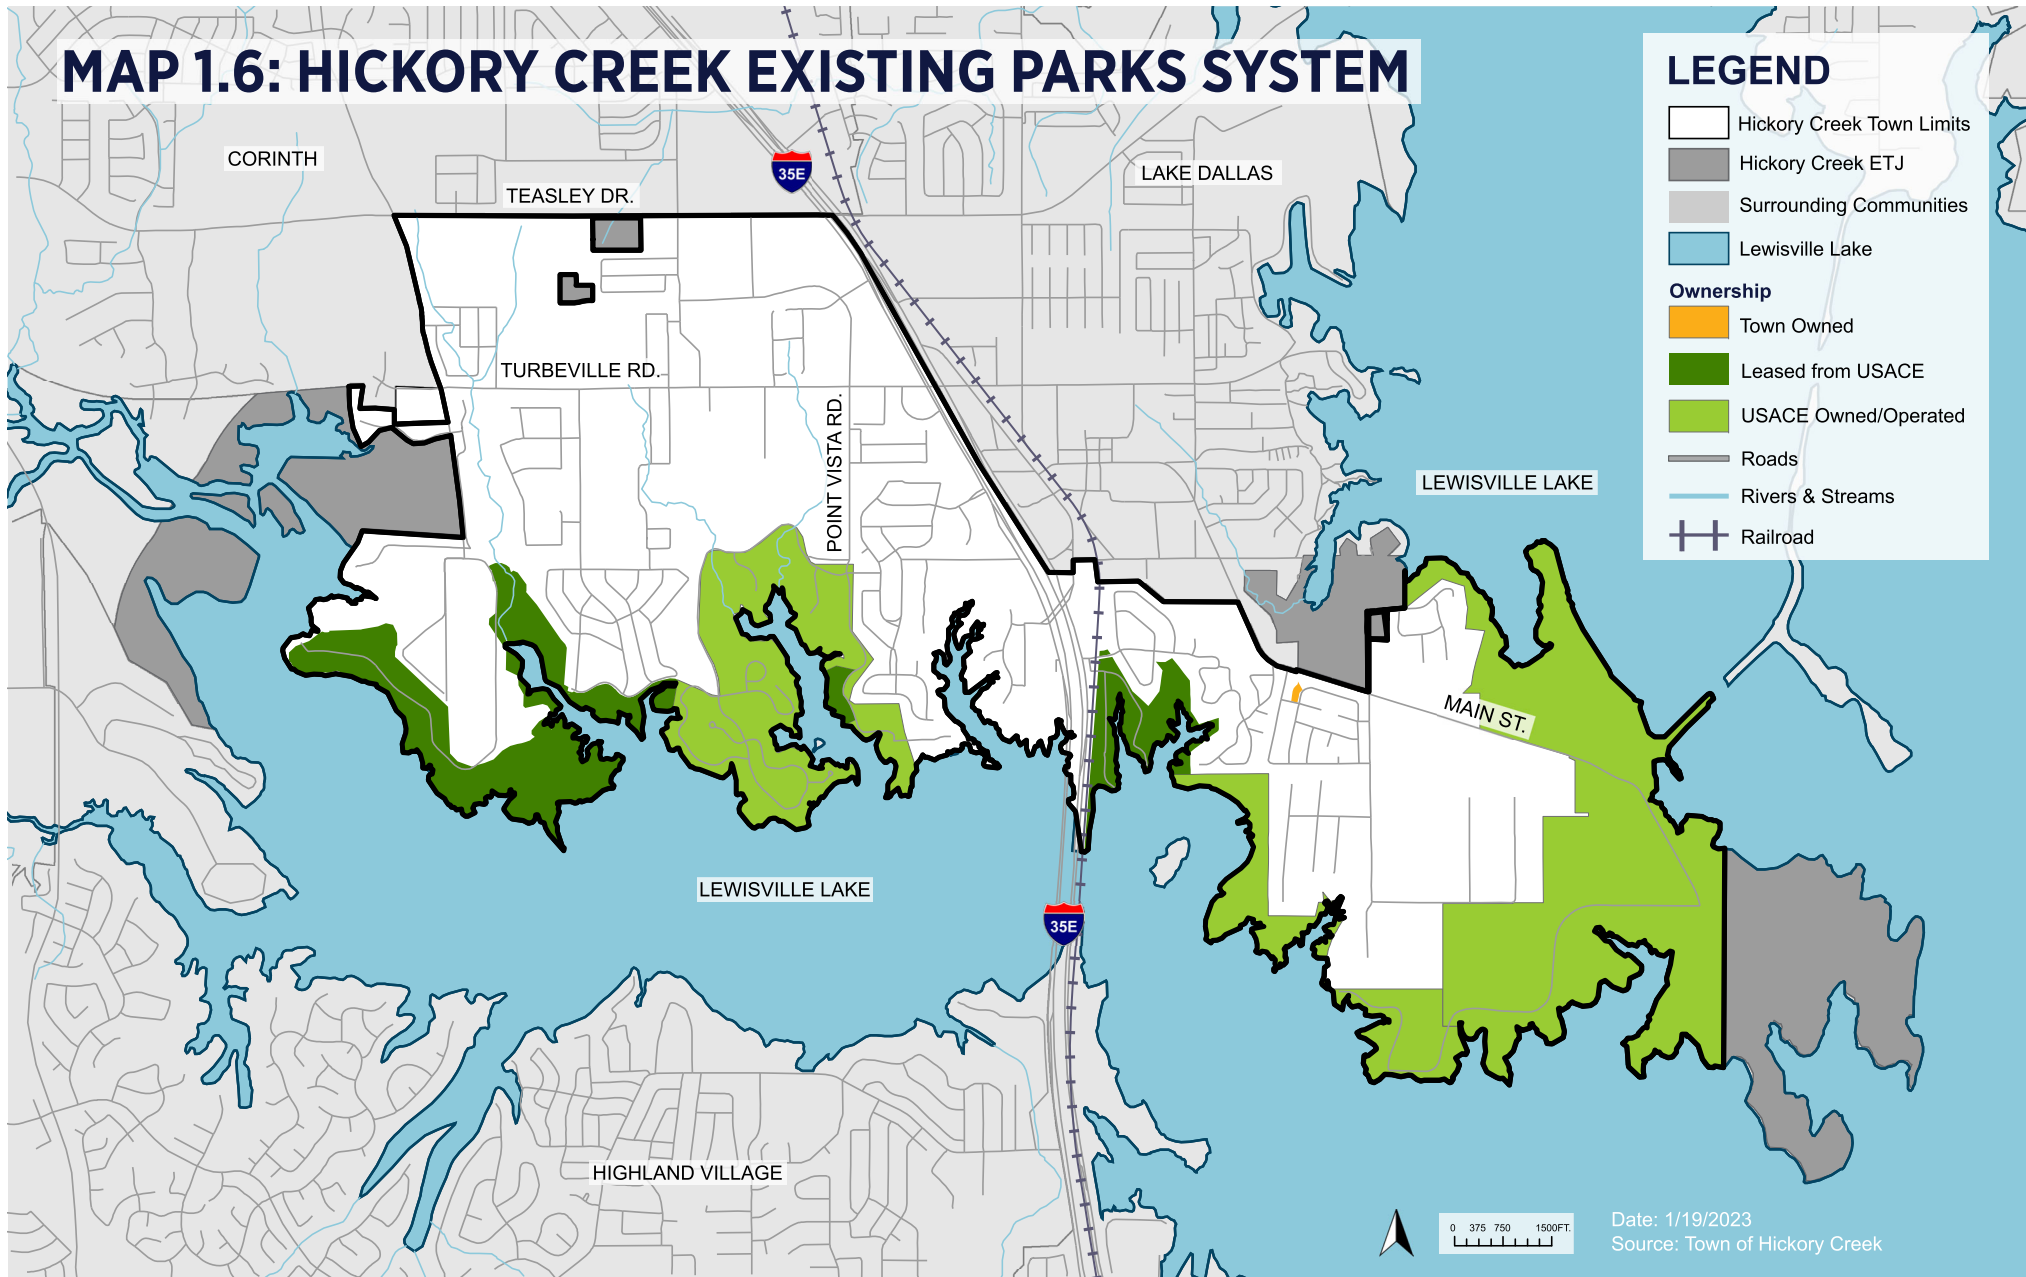 MAP 1.6: HICKORY CREEK EXISTING PARKS SYSTEM
LEGEND
Hickory Creek Town Limits
Hickory Creek ETJ
Surrounding Communities
Lewisville Lake
Ownership
Town Owned
Leased from USACE
USACE Owned/Operated
Roads
Rivers & Streams
Railroad
CORINTH
35E
LAKE DALLAS
TEASLEY DR.
TURBEVILLE RD.
POINT VISTA RD.
LEWISVILLE LAKE
MAIN ST.
LEWISVILLE LAKE
35E
HIGHLAND VILLAGE
0 375 750 1500FT.
Date: 1/19/2023
Source: Town of Hickory Creek